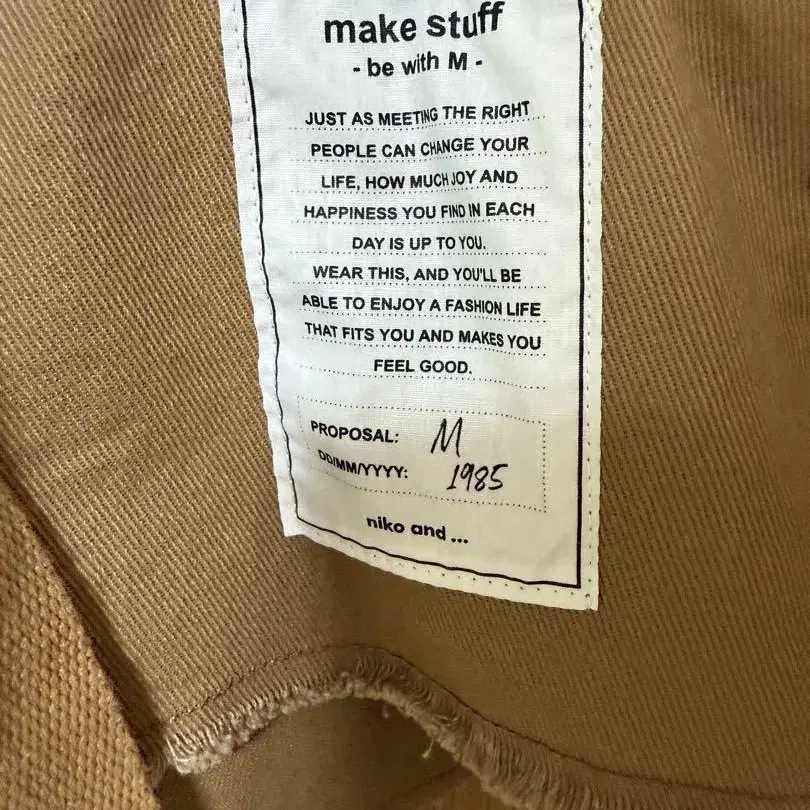 make stuff
- be with M -
JUST AS MEETING THE RIGHT
PEOPLE CAN CHANGE YOUR
LIFE, HOW MUCH JOY AND
HAPPINESS YOU FIND IN EACH
DAY IS UP TO YOU.
WEAR THIS, AND YOU'LL BE
ABLE TO ENJOY A FASHION LIFE
THAT FITS YOU AND MAKES YOU
FEEL GOOD.
PROPOSAL: M
DD/MM/YYYY: 1985
niko and ...